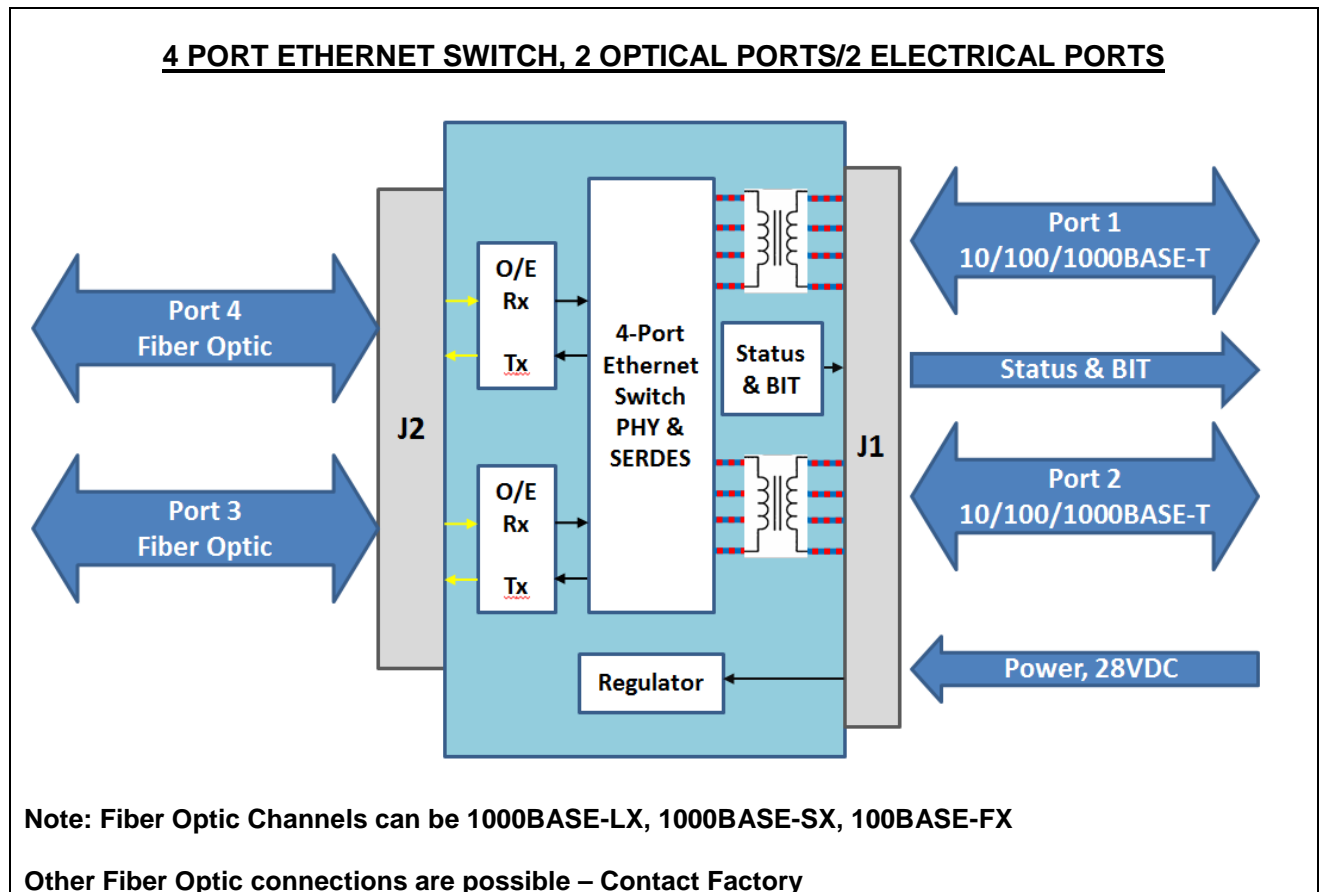 4 PORT ETHERNET SWITCH, 2 OPTICAL PORTS/2 ELECTRICAL PORTS
Port 4
Fiber Optic
Port 3
Fiber Optic
J2
O/E
Rx
Tx
O/E
Rx
Tx
4-Port
Ethernet
Switch
PHY &
SERDES
Status
& BIT
Regulator
J1
Port 1
10/100/1000BASE-T
Status & BIT
Port 2
10/100/1000BASE-T
Power, 28VDC
Note: Fiber Optic Channels can be 1000BASE-LX, 1000BASE-SX, 100BASE-FX
Other Fiber Optic connections are possible – Contact Factory